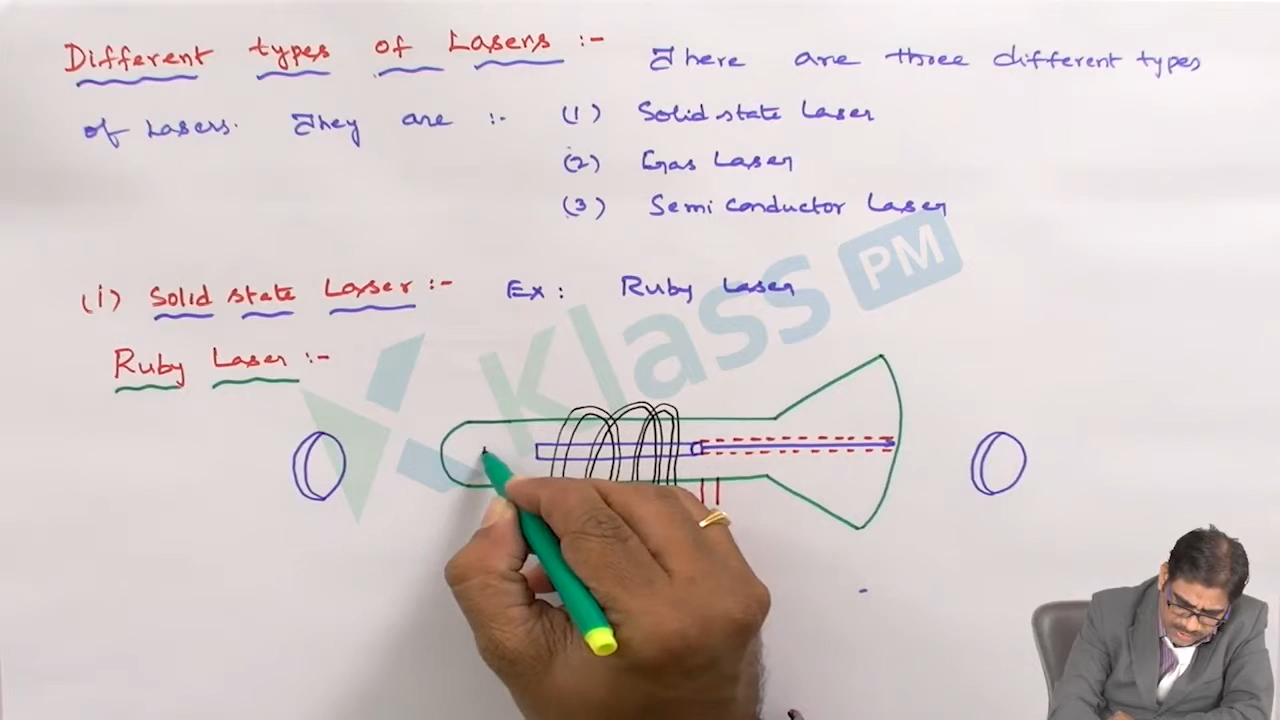 Different types of Lasers :- There are three different types
of Lasers. They are :- (1) Solid state Laser
(2) Gas Laser
(3) Semi conductor Laser
(i) Solid state Laser :- Ex : Ruby Laser
Ruby Laser :-
Klass PM